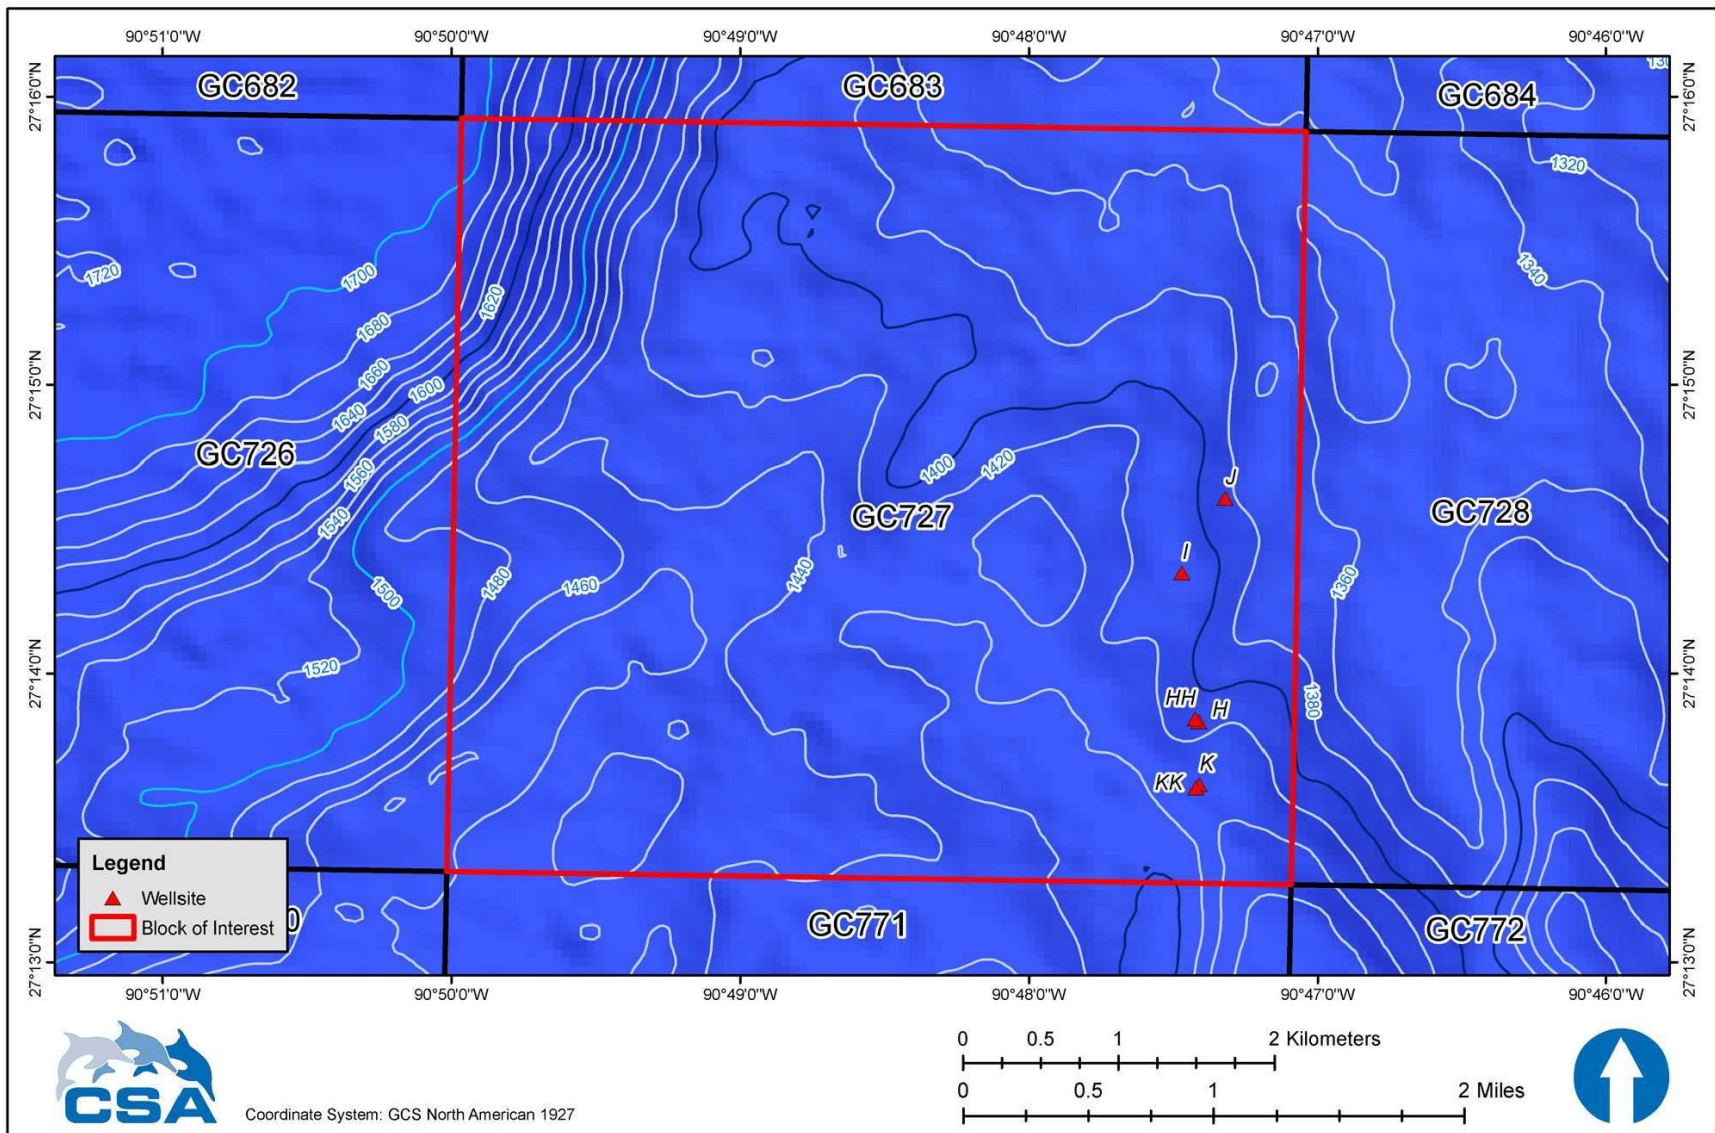 90°51'0"W 90°50'0"W 90°49'0"W 90°48'0"W 90°47'0"W 90°46'0"W
27°16'0"N
27°16'0"N
GC682
GC683
GC684
1320
1340
1720
1700
1680
1620
1660
1640
1600
1580
27°15'0"N
27°15'0"N
GC726
1560
1540
1400
1420
J
GC727
GC728
I
1500
1480
1460
1440
1360
27°14'0"N
27°14'0"N
1520
1380
HH
H
K
KK
Legend
Wellsite
Block of Interest
0
GC771
GC772
27°13'0"N
27°13'0"N
90°51'0"W 90°50'0"W 90°49'0"W 90°48'0"W 90°47'0"W 90°46'0"W
0 0.5 1 2 Kilometers
0 0.5 1 2 Miles
CSA
Coordinate System: GCS North American 1927